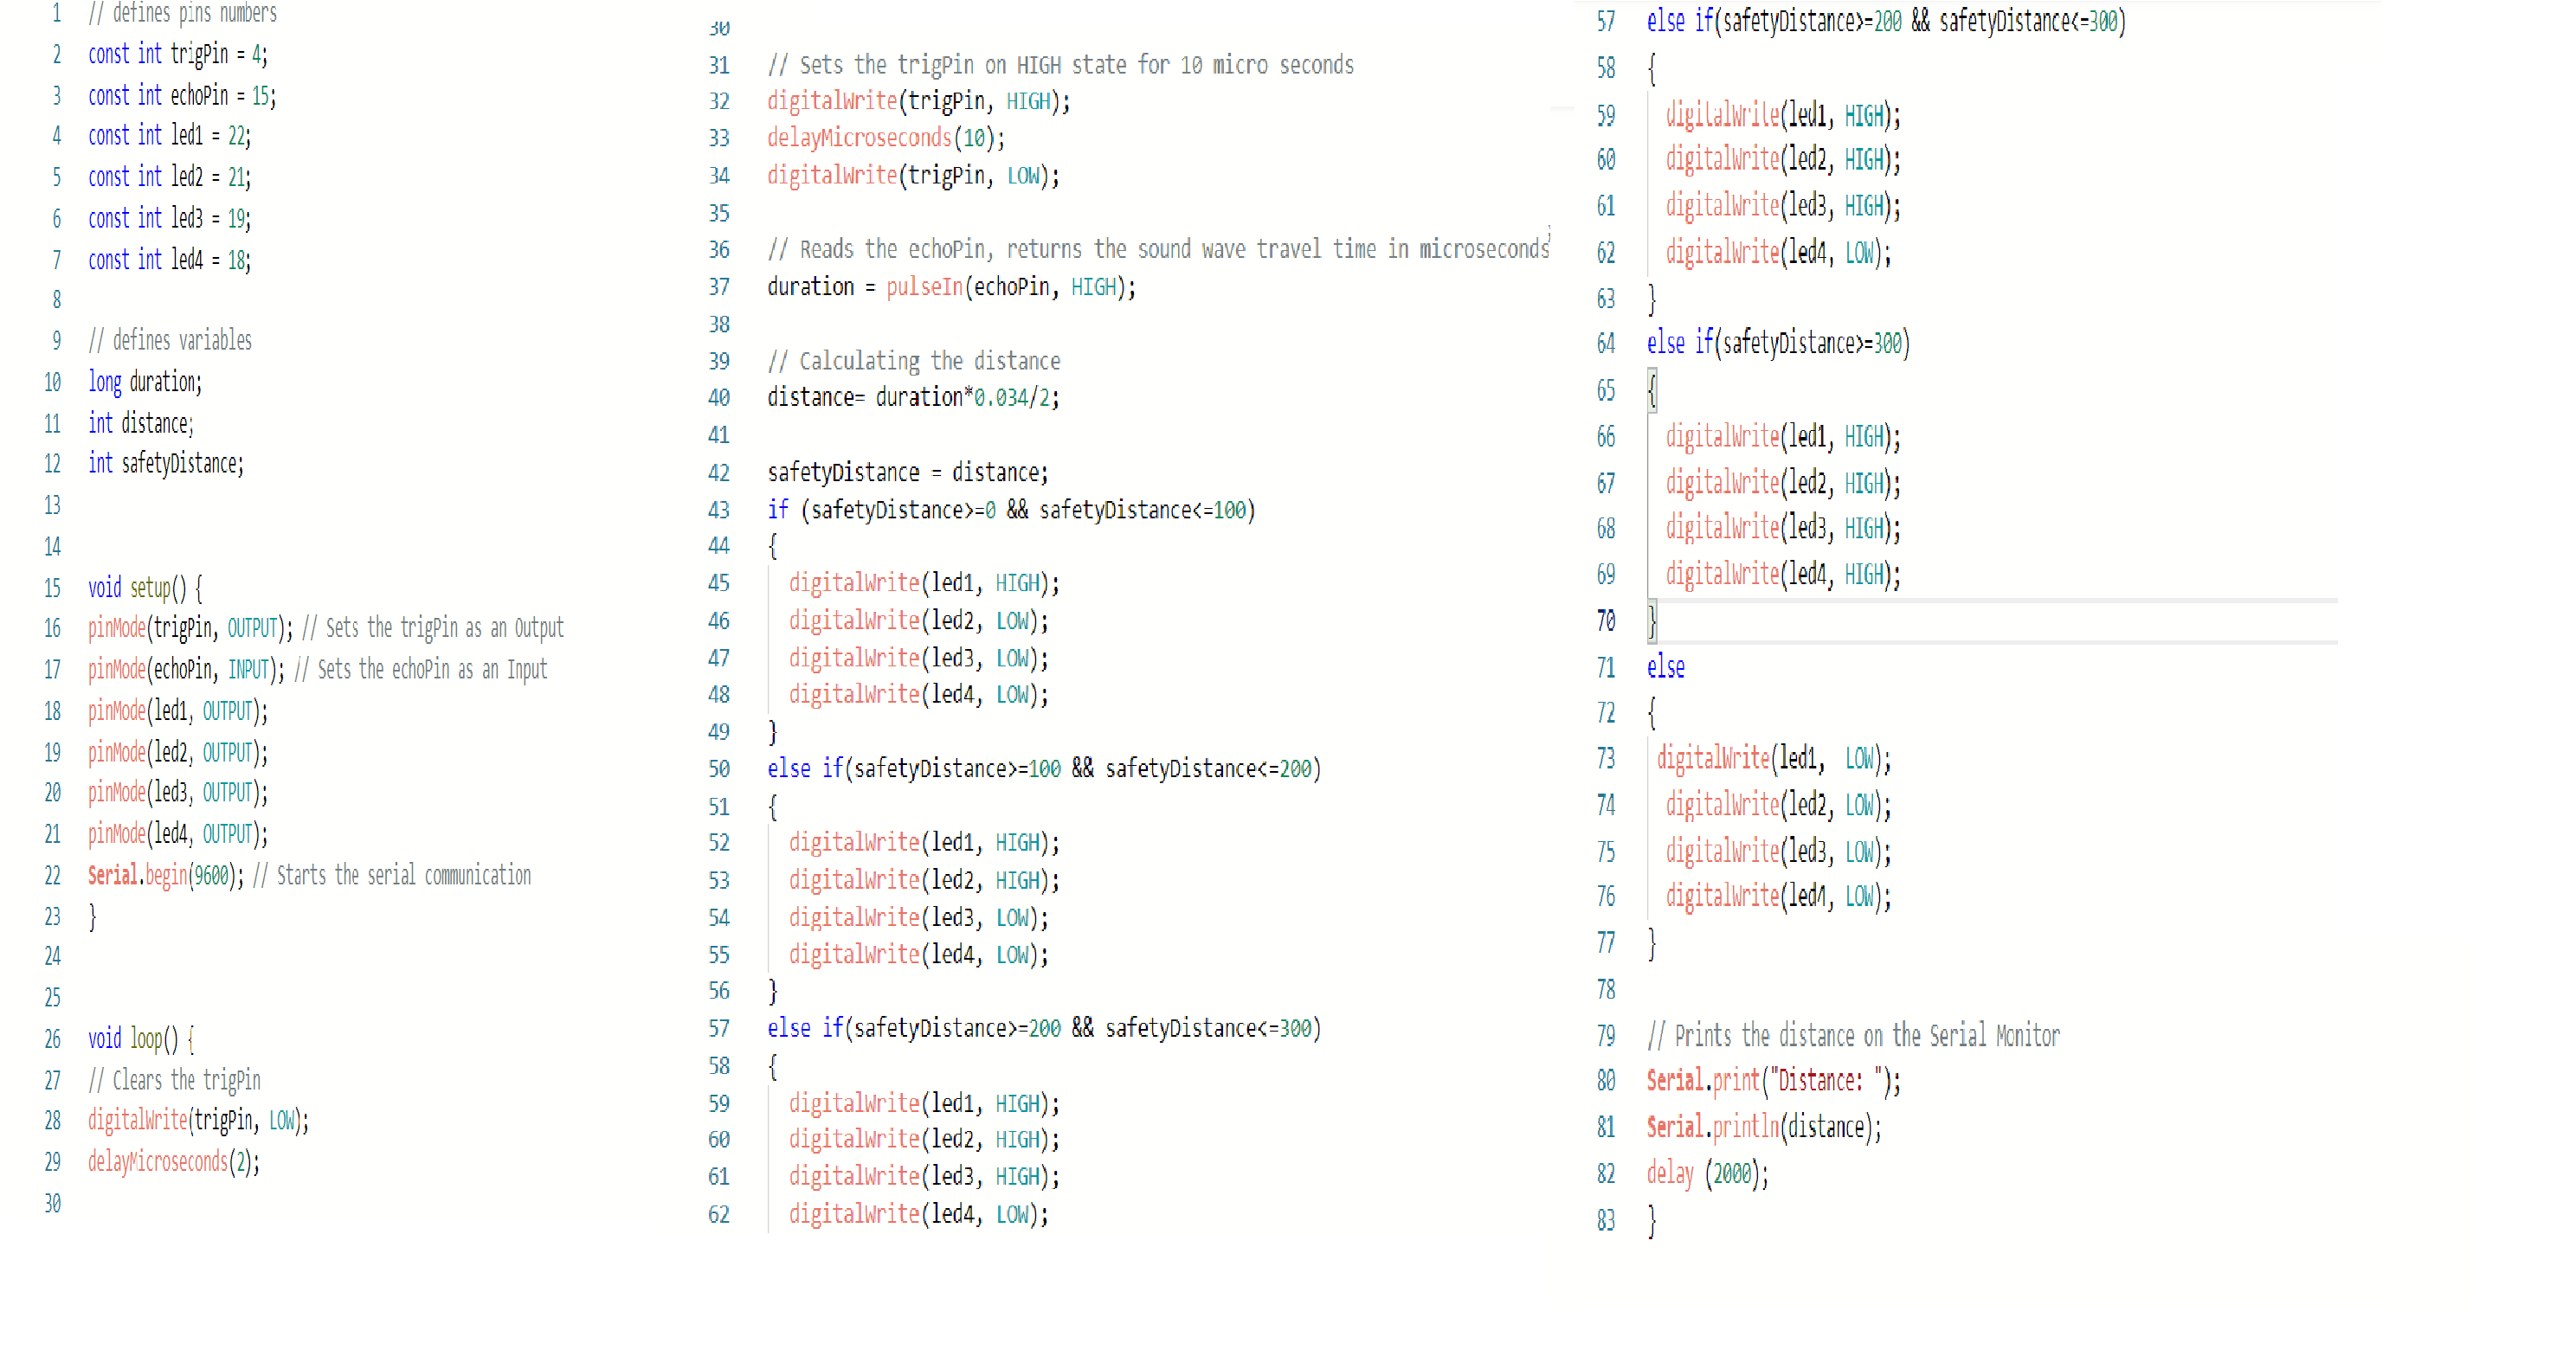 1 // defines pins numbers
2 const int trigPin = 4;
3 const int echoPin = 15;
4 const int led1 = 22;
5 const int led2 = 21;
6 const int led3 = 19;
7 const int led4 = 18;
8
9 // defines variables
10 long duration;
11 int distance;
12 int safetyDistance;
13
14
15 void setup() {
16 pinMode(trigPin, OUTPUT); // Sets the trigPin as an Output
17 pinMode(echoPin, INPUT); // Sets the echoPin as an Input
18 pinMode(led1, OUTPUT);
19 pinMode(led2, OUTPUT);
20 pinMode(led3, OUTPUT);
21 pinMode(led4, OUTPUT);
22 Serial.begin(9600); // Starts the serial communication
23 }
24
25
26 void loop() {
27 // Clears the trigPin
28 digitalWrite(trigPin, LOW);
29 delayMicroseconds(2);
30
30
31 // Sets the trigPin on HIGH state for 10 micro seconds
32 digitalWrite(trigPin, HIGH);
33 delayMicroseconds(10);
34 digitalWrite(trigPin, LOW);
35
36 // Reads the echoPin, returns the sound wave travel time in microseconds
37 duration = pulseIn(echoPin, HIGH);
38
39 // Calculating the distance
40 distance= duration*0.034/2;
41
42 safetyDistance = distance;
43 if (safetyDistance>=0 && safetyDistance<=100)
44 {
45 digitalWrite(led1, HIGH);
46 digitalWrite(led2, LOW);
47 digitalWrite(led3, LOW);
48 digitalWrite(led4, LOW);
49 }
50 else if(safetyDistance>=100 && safetyDistance<=200)
51 {
52 digitalWrite(led1, HIGH);
53 digitalWrite(led2, HIGH);
54 digitalWrite(led3, LOW);
55 digitalWrite(led4, LOW);
56 }
57 else if(safetyDistance>=200 && safetyDistance<=300)
58 {
59 digitalWrite(led1, HIGH);
60 digitalWrite(led2, HIGH);
61 digitalWrite(led3, HIGH);
62 digitalWrite(led4, LOW);
57 else if(safetyDistance>=200 && safetyDistance<=300)
58 {
59 digitalWrite(led1, HIGH);
60 digitalWrite(led2, HIGH);
61 digitalWrite(led3, HIGH);
62 digitalWrite(led4, LOW);
63 }
64 else if(safetyDistance>=300)
65 {
66 digitalWrite(led1, HIGH);
67 digitalWrite(led2, HIGH);
68 digitalWrite(led3, HIGH);
69 digitalWrite(led4, HIGH);
70 }
71 else
72 {
73 digitalWrite(led1,  LOW);
74 digitalWrite(led2, LOW);
75 digitalWrite(led3, LOW);
76 digitalWrite(led4, LOW);
77 }
78
79 // Prints the distance on the Serial Monitor
80 Serial.print("Distance: ");
81 Serial.println(distance);
82 delay (2000);
83 }